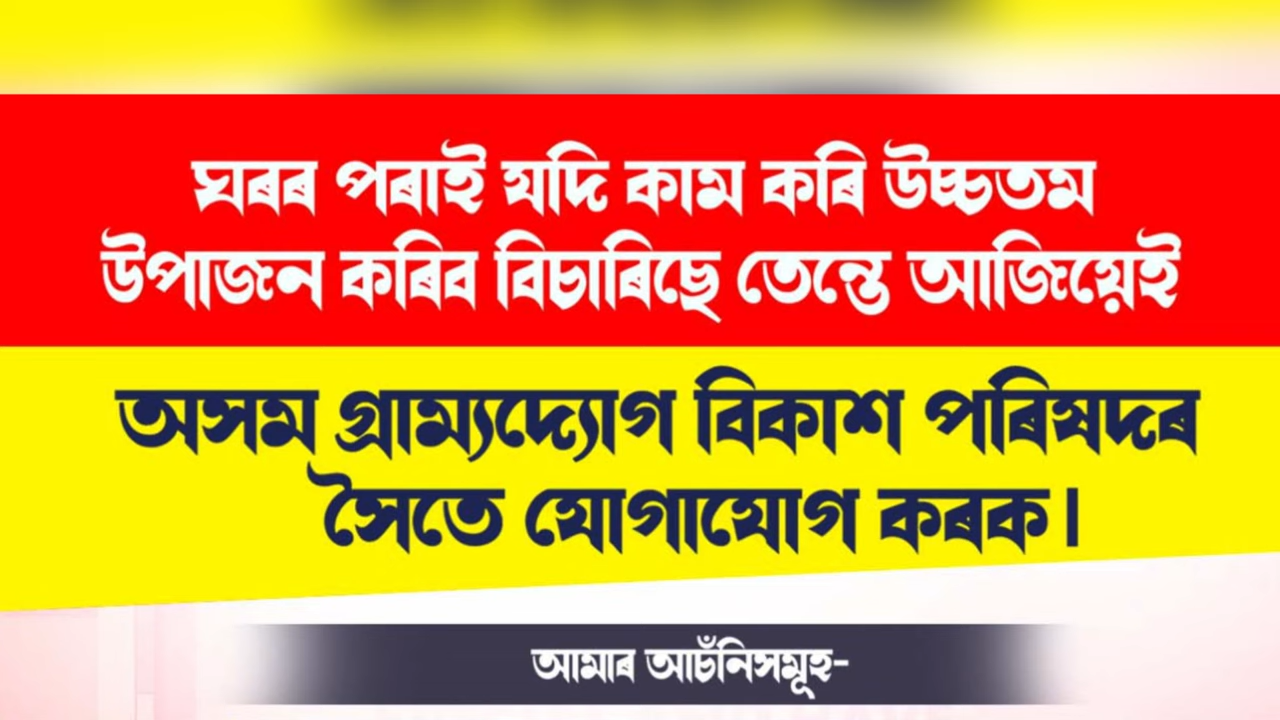 ঘৰৰ পৰাই যদি কাম কৰি উচ্চতম
উপাজন কৰিব বিচাৰিছে তেন্তে আজিয়েই
অসম গ্ৰাম্যদ্যোগ বিকাশ পৰিষদৰ
সৈতে যোগাযোগ কৰক।
আমাৰ আচঁনিসমূহ-